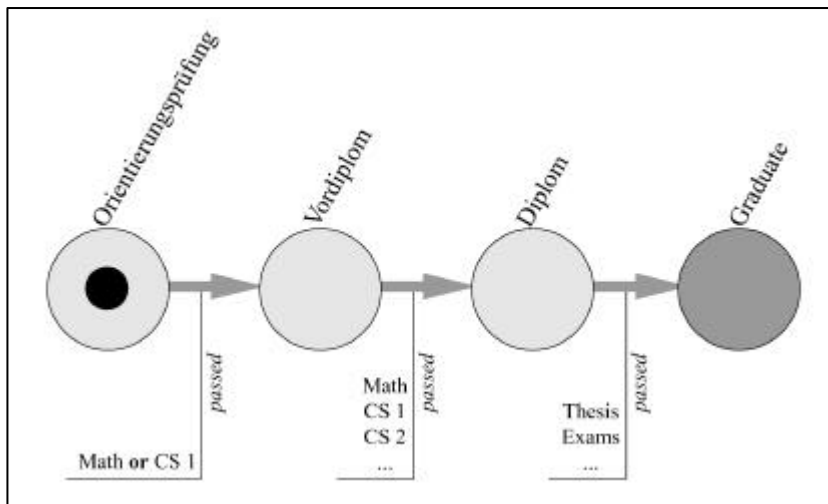 Orientierungsprüfung
Vordiplom
Diplom
Graduate
passed
Math or CS 1
passed
Math
CS 1
CS 2
...
passed
Thesis
Exams
...